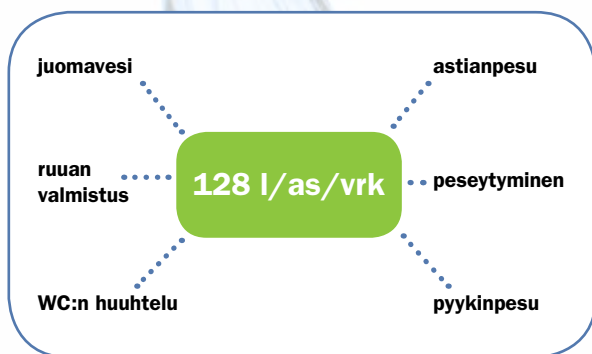 juomavesi
astianpesu
ruuan
valmistus
128 l/as/vrk
peseytyminen
WC:n huuhtelu
pyykinpesu